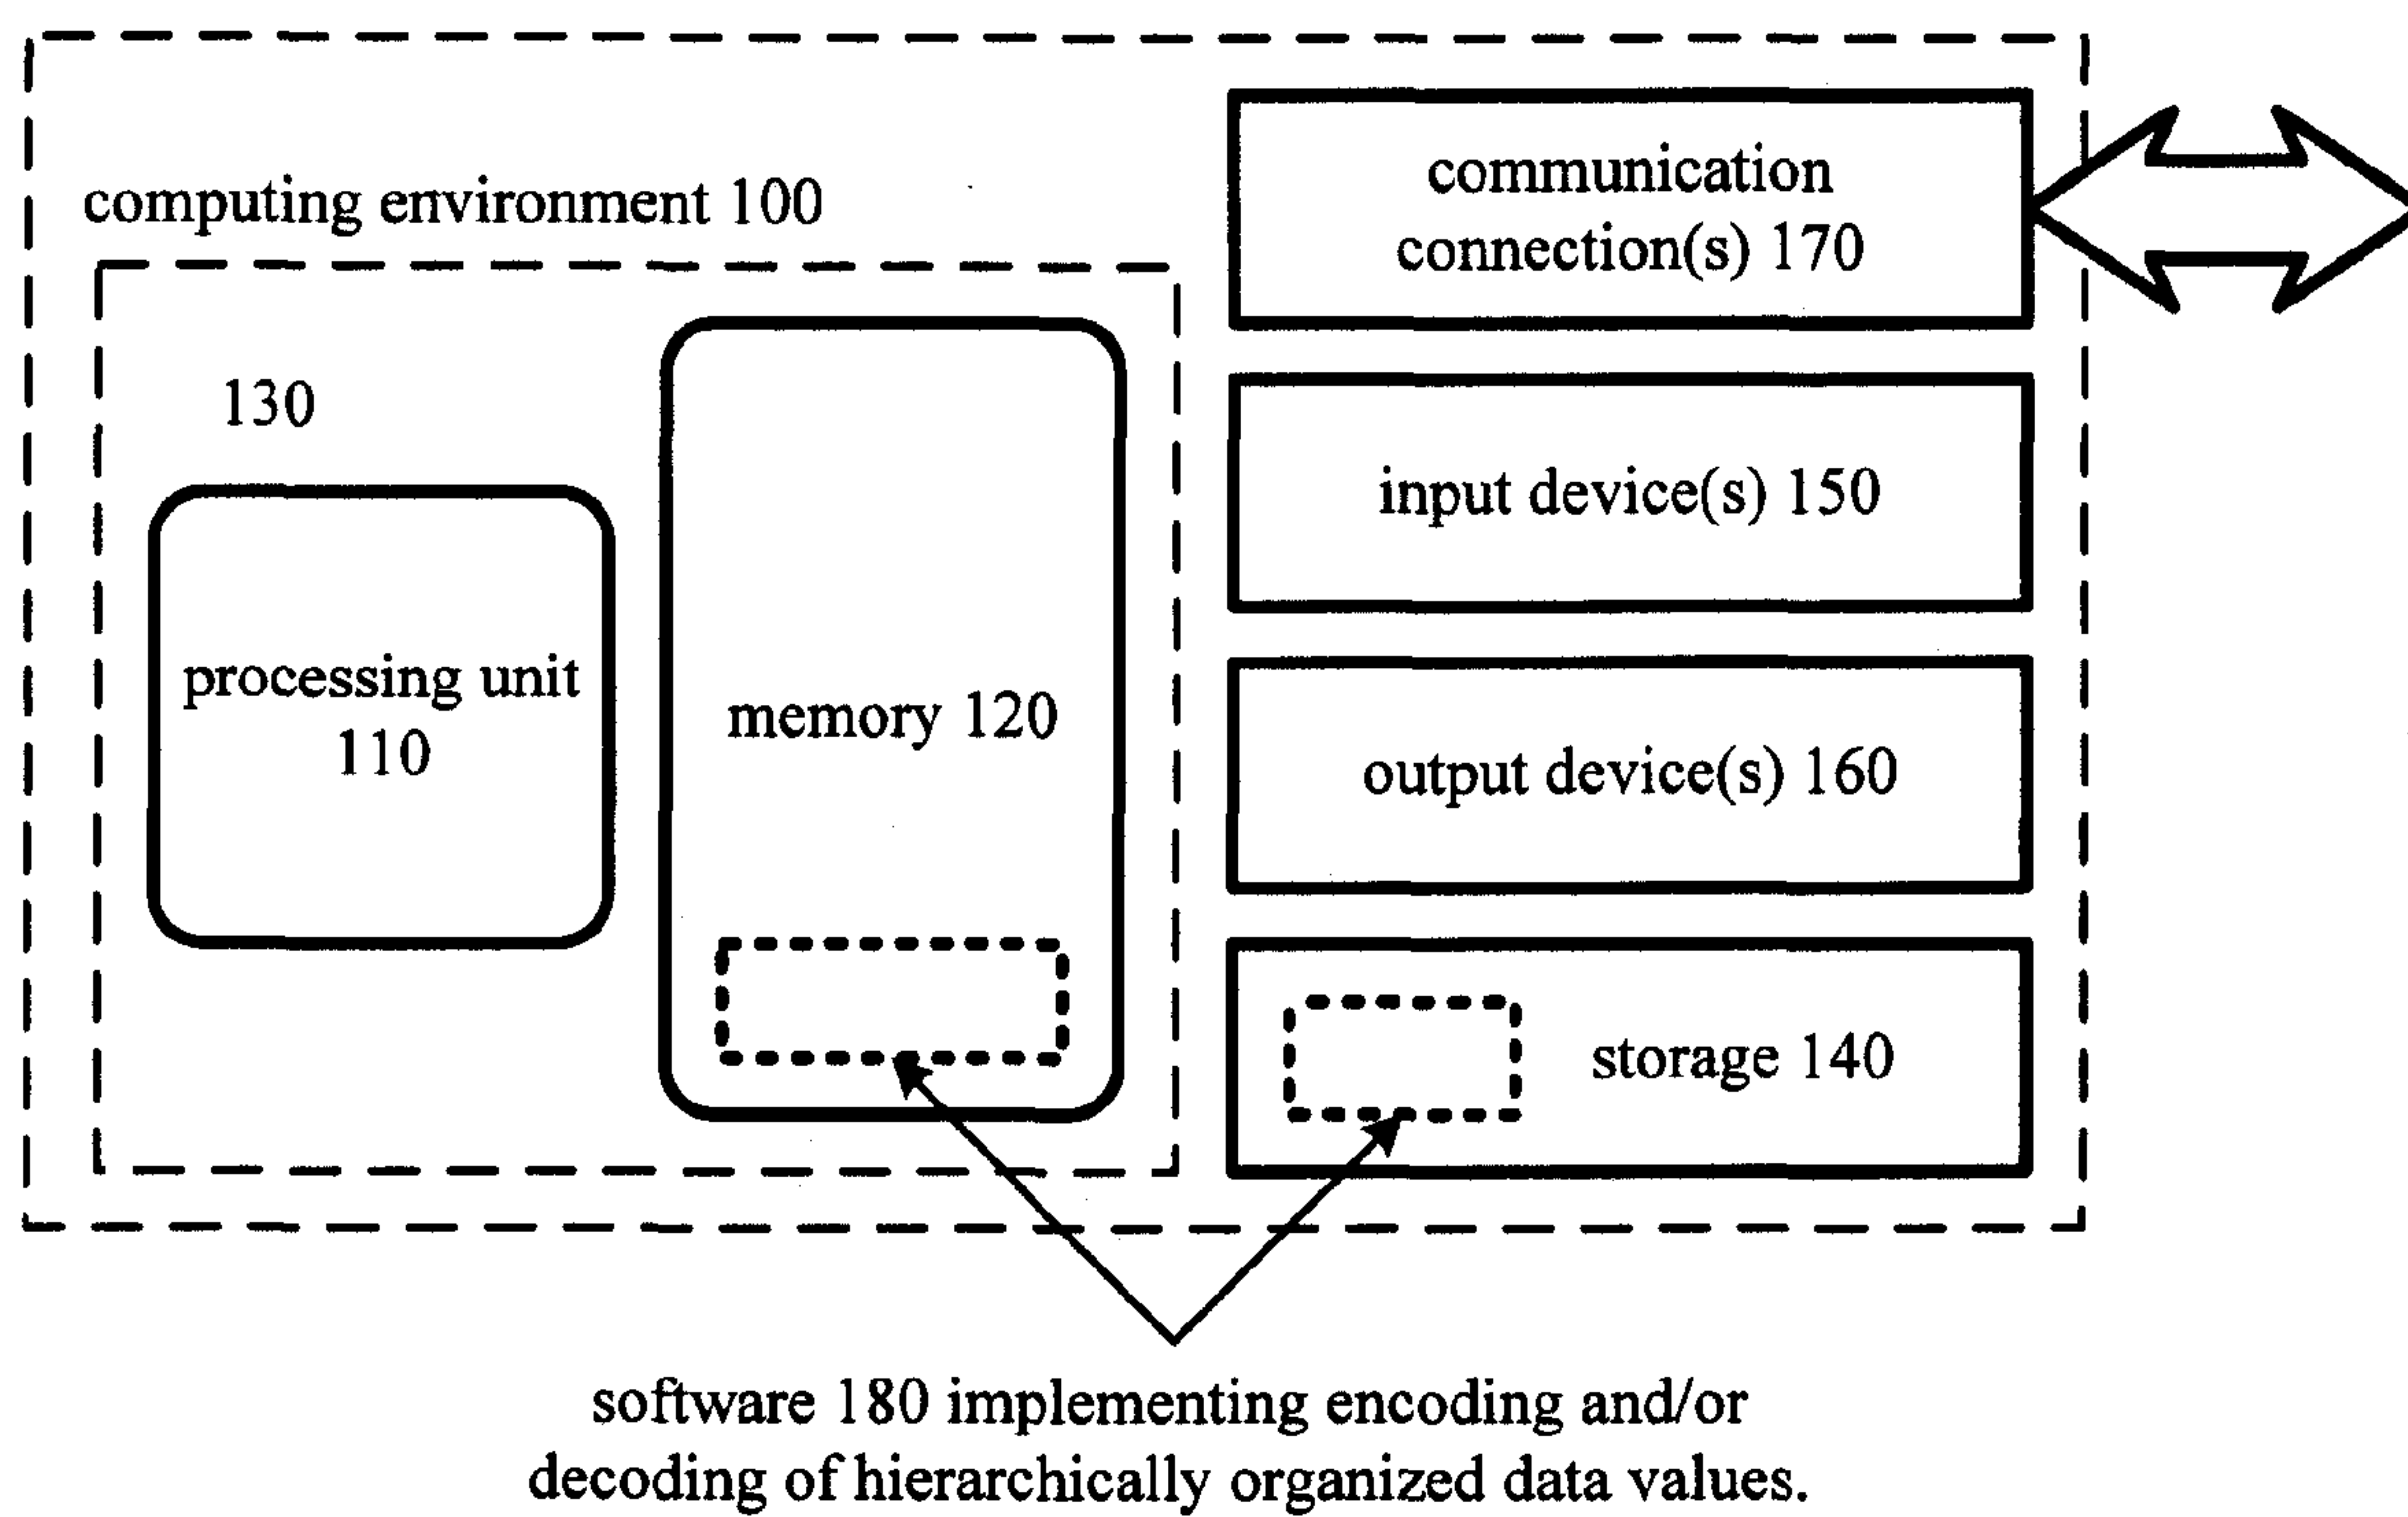 computing environment 100
130
processing unit
110
memory 120
communication
connection(s) 170
input device(s) 150
output device(s) 160
storage 140
software 180 implementing encoding and/or
decoding of hierarchically organized data values.